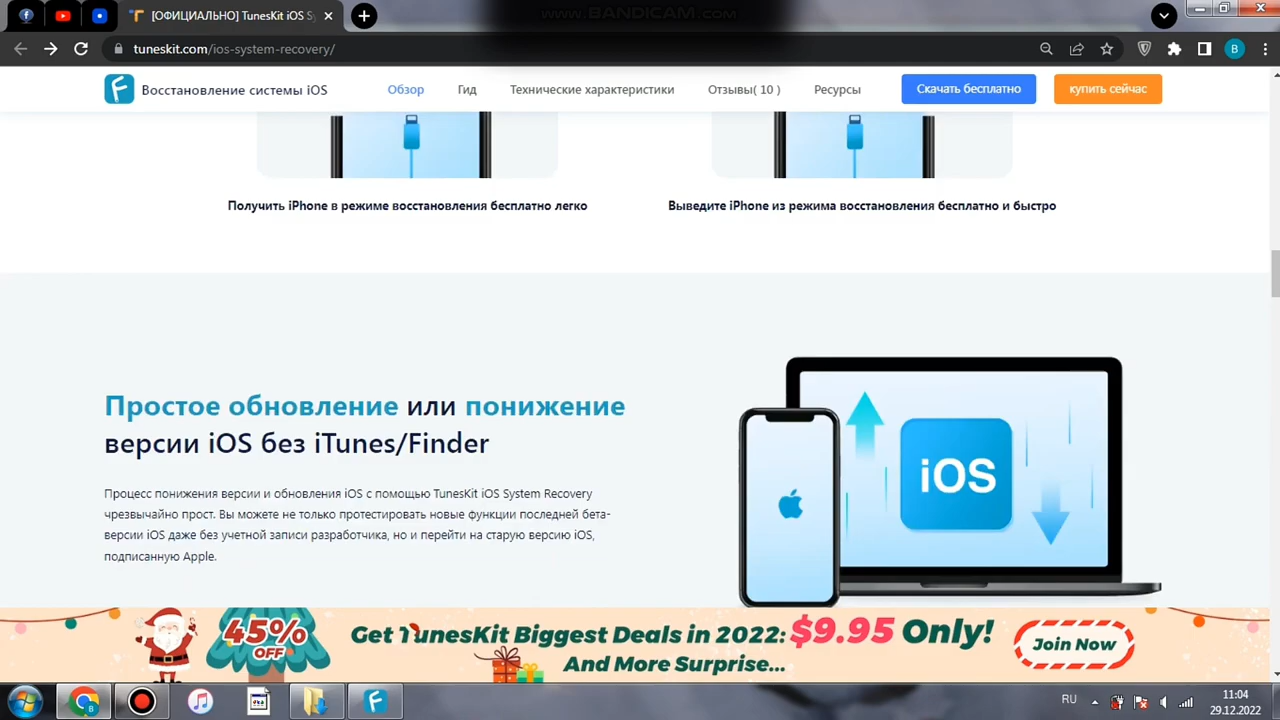 [ОФИЦИАЛЬНО] TunesKit iOS Sy
www.BANDICAM.com
tuneskit.com/ios-system-recovery/
B
Восстановление системы iOS
Обзор
Гид
Технические характеристики
Отзывы( 10 )
Ресурсы
Скачать бесплатно
купить сейчас
Получить iPhone в режиме восстановления бесплатно легко
Выведите iPhone из режима восстановления бесплатно и быстро
Простое обновление или понижение
версии iOS без iTunes/Finder
Процесс понижения версии и обновления iOS с помощью TunesKit iOS System Recovery
чрезвычайно прост. Вы можете не только протестировать новые функции последней бета-
версии iOS даже без учетной записи разработчика, но и перейти на старую версию iOS,
подписанную Apple.
iOS
45%
OFF
Get TunesKit Biggest Deals in 2022: $9.95 Only!
And More Surprise...
Join Now
RU
11:04
29.12.2022